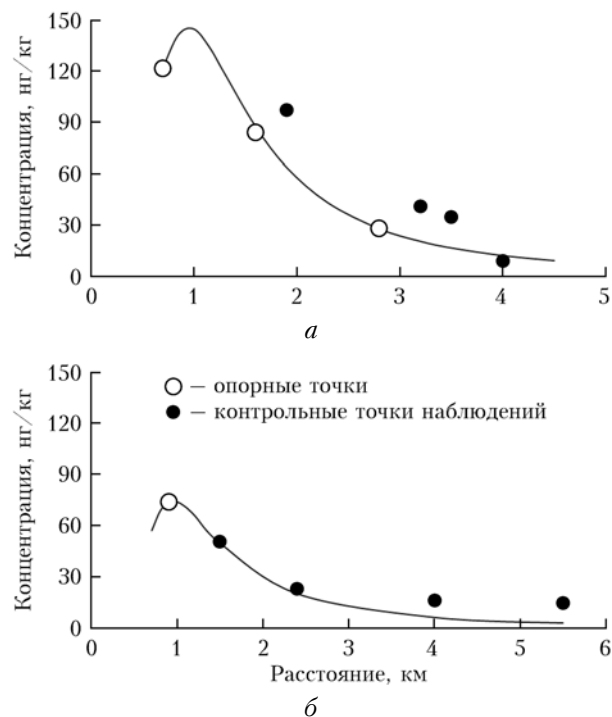 Концентрация, нг/кг
150
120
90
60
30
0
0 1 2 3 4 5
а
Концентрация, нг/кг
150
120
90
60
30
0
– опорные точки
– контрольные точки наблюдений
0 1 2 3 4 5 6
Расстояние, км
б